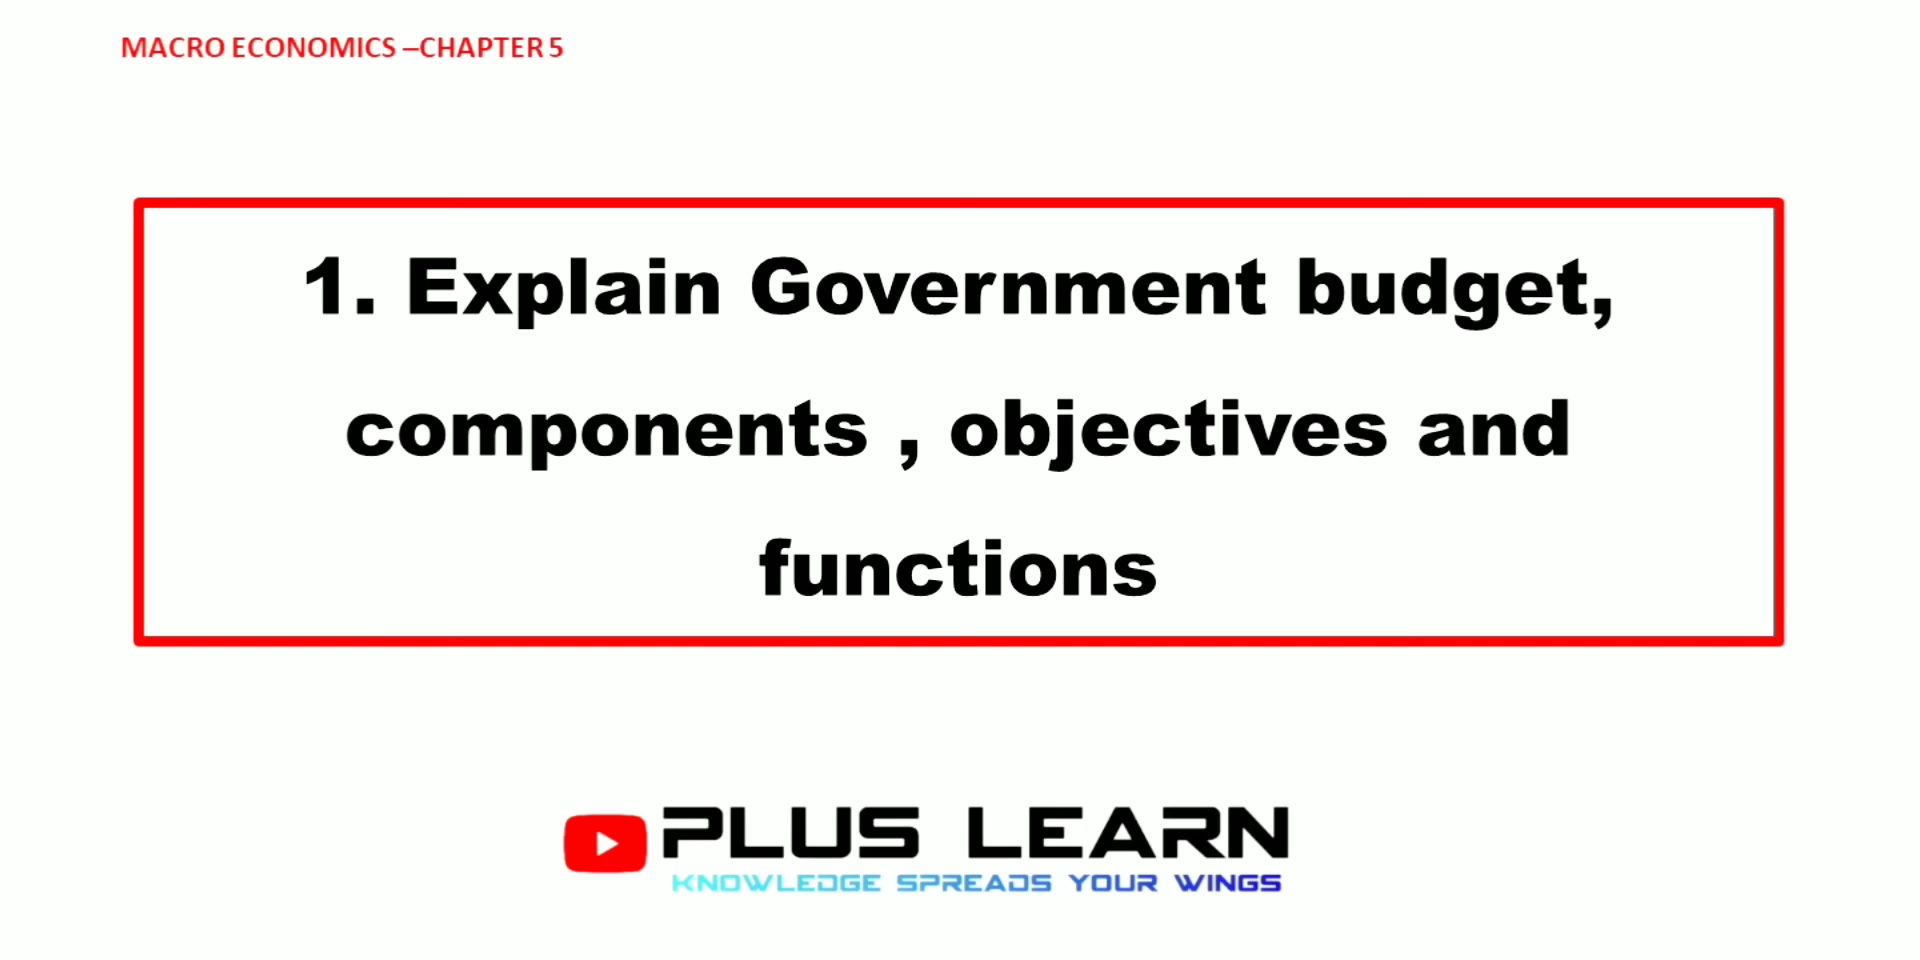 MACRO ECONOMICS –CHAPTER 5
1. Explain Government budget,
components , objectives and
functions
PLUS LEARN
KNOWLEDGE SPREADS YOUR WINGS